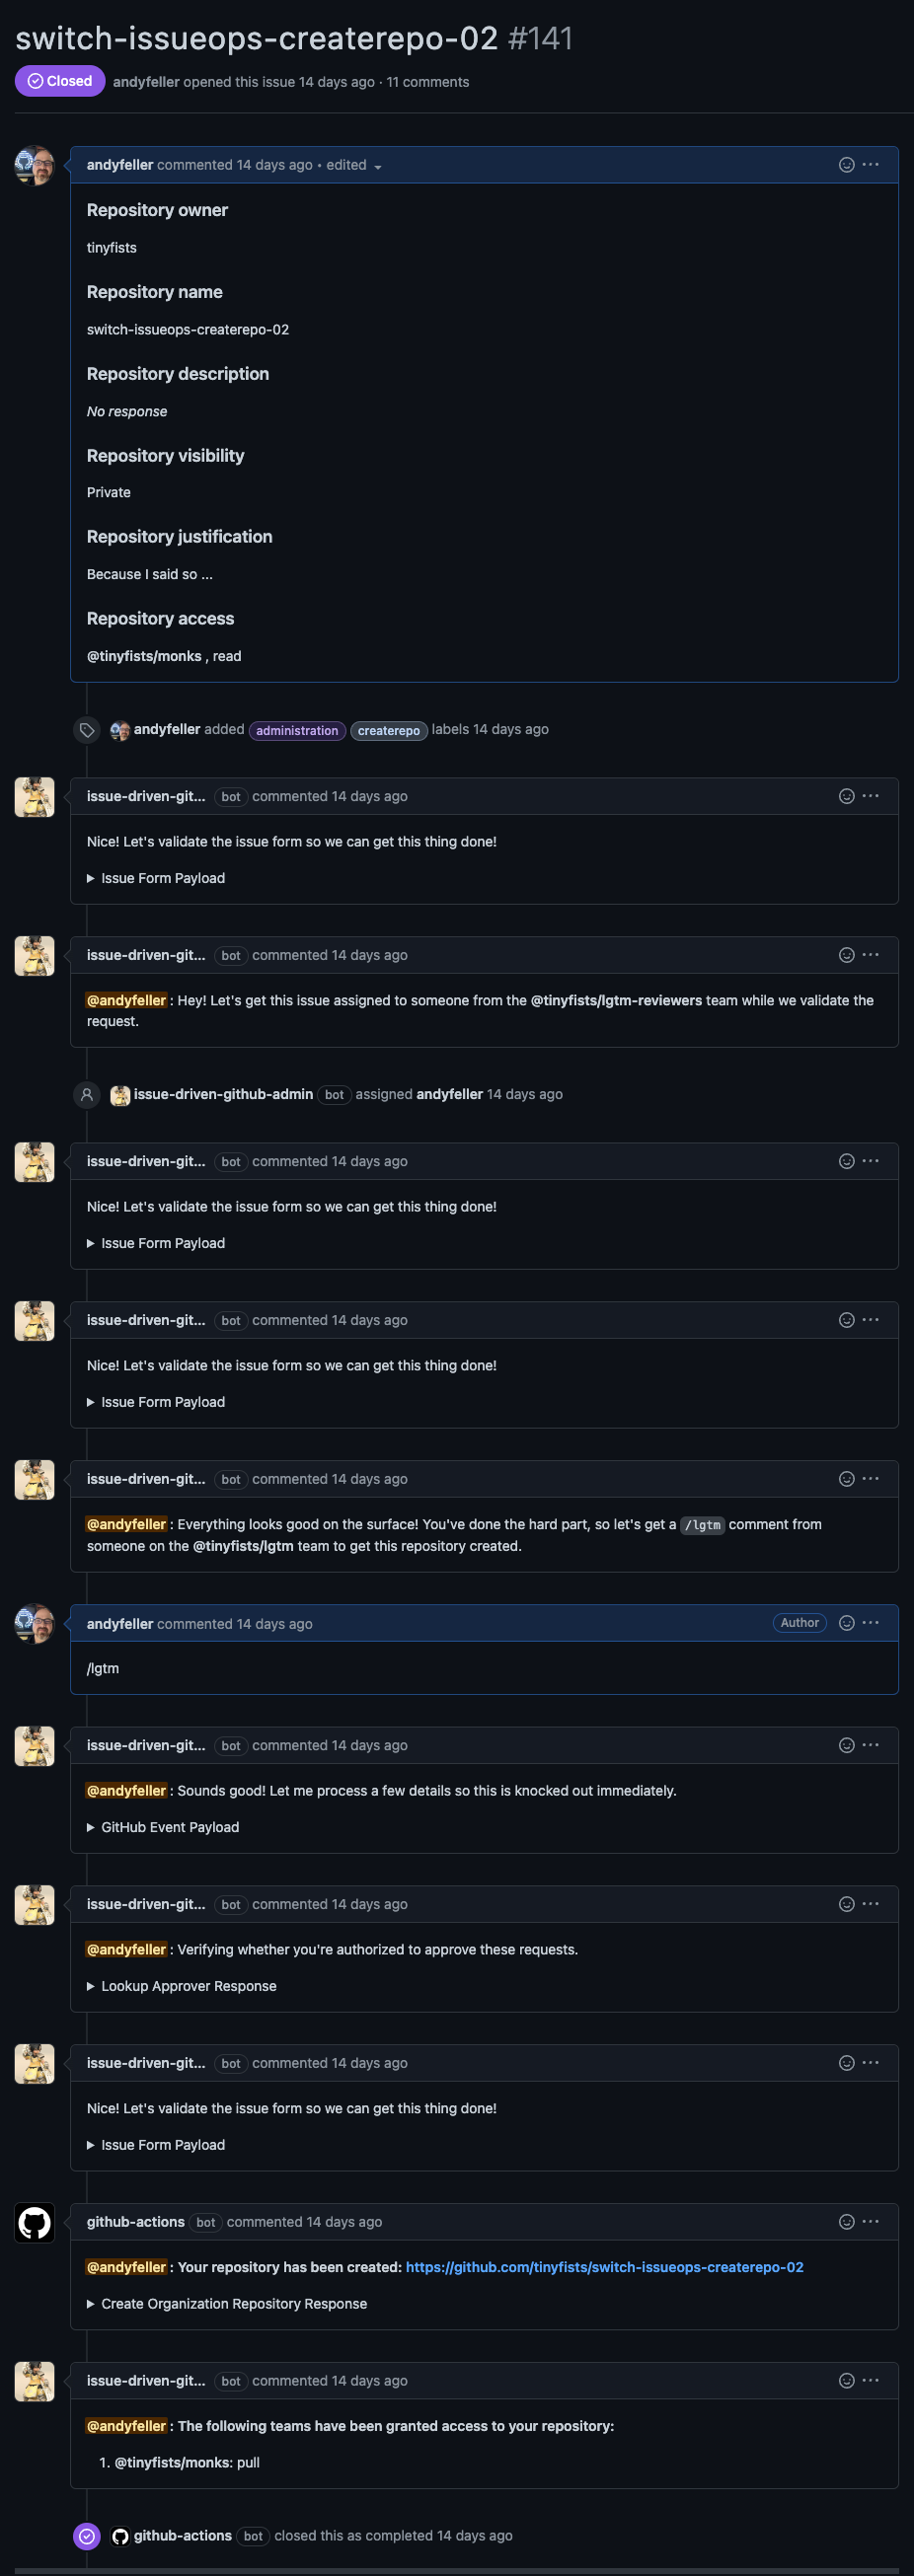 switch-issueops-createrepo-02 #141
Closed andyfeller opened this issue 14 days ago · 11 comments
andyfeller commented 14 days ago • edited
Repository owner
tinyfists
Repository name
switch-issueops-createrepo-02
Repository description
No response
Repository visibility
Private
Repository justification
Because I said so ...
Repository access
@tinyfists/monks , read
andyfeller added administration createrepo labels 14 days ago
issue-driven-git... bot commented 14 days ago
Nice! Let's validate the issue form so we can get this thing done!
Issue Form Payload
issue-driven-git... bot commented 14 days ago
@andyfeller : Hey! Let's get this issue assigned to someone from the @tinyfists/lgtm-reviewers team while we validate the
request.
issue-driven-github-admin bot assigned andyfeller 14 days ago
issue-driven-git... bot commented 14 days ago
Nice! Let's validate the issue form so we can get this thing done!
Issue Form Payload
issue-driven-git... bot commented 14 days ago
Nice! Let's validate the issue form so we can get this thing done!
Issue Form Payload
issue-driven-git... bot commented 14 days ago
@andyfeller : Everything looks good on the surface! You've done the hard part, so let's get a /lgtm comment from
someone on the @tinyfists/lgtm team to get this repository created.
andyfeller commented 14 days ago Author
/lgtm
issue-driven-git... bot commented 14 days ago
@andyfeller : Sounds good! Let me process a few details so this is knocked out immediately.
GitHub Event Payload
issue-driven-git... bot commented 14 days ago
@andyfeller : Verifying whether you're authorized to approve these requests.
Lookup Approver Response
issue-driven-git... bot commented 14 days ago
Nice! Let's validate the issue form so we can get this thing done!
Issue Form Payload
github-actions bot commented 14 days ago
@andyfeller : Your repository has been created: https://github.com/tinyfists/switch-issueops-createrepo-02
Create Organization Repository Response
issue-driven-git... bot commented 14 days ago
@andyfeller : The following teams have been granted access to your repository:
1. @tinyfists/monks: pull
github-actions bot closed this as completed 14 days ago